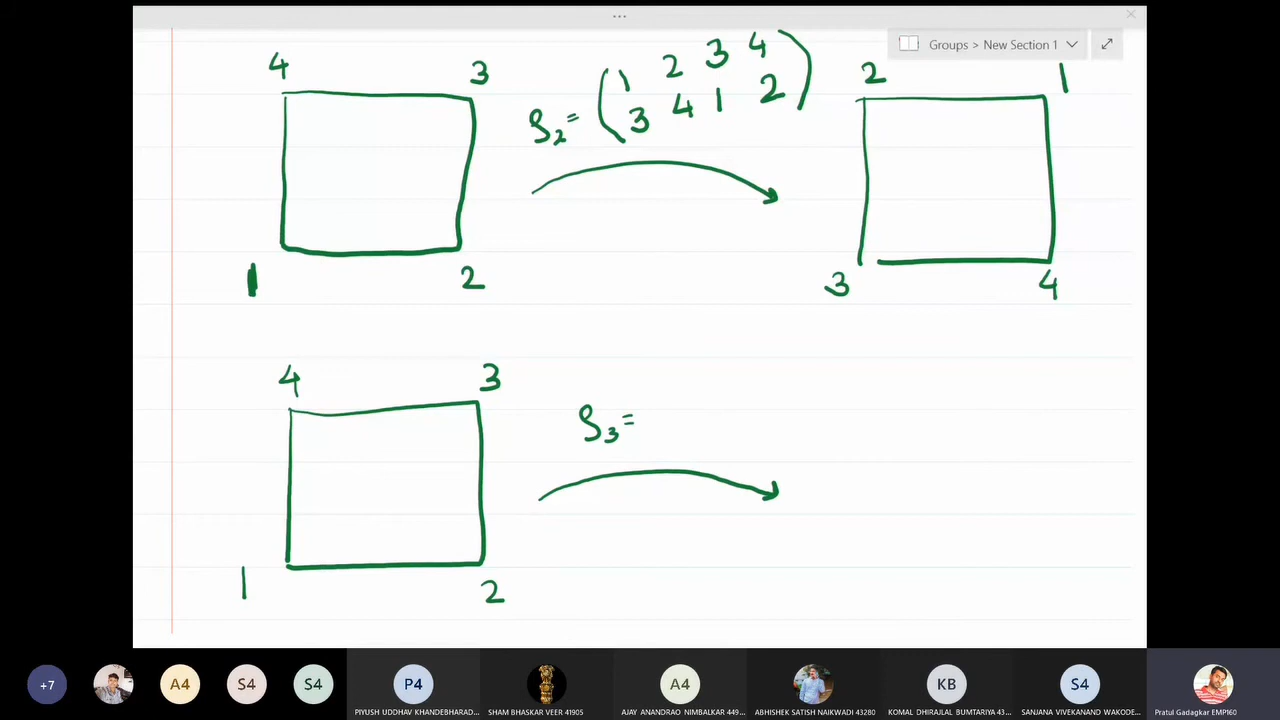 ...
Groups > New Section 1
4 3
ρ₂ = (1 2 3 4
3 4 1 2)
2 1
1 2
3 4
4 3
ρ₃ =
1 2
+7
A4
S4
S4
P4
A4
KB
S4
PIYUSH UDDHAV KHANDEBHARAD...
SHAM BHASKAR VEER 41905
AJAY ANANDRAO NIMBALKAR 449...
ABHISHEK SATISH NAIKWADI 43280
KOMAL DHIRAJLAL BUMTARIYA 43...
SANJANA VIVEKANAND WAKODE...
Pratul Gadagkar EMP160